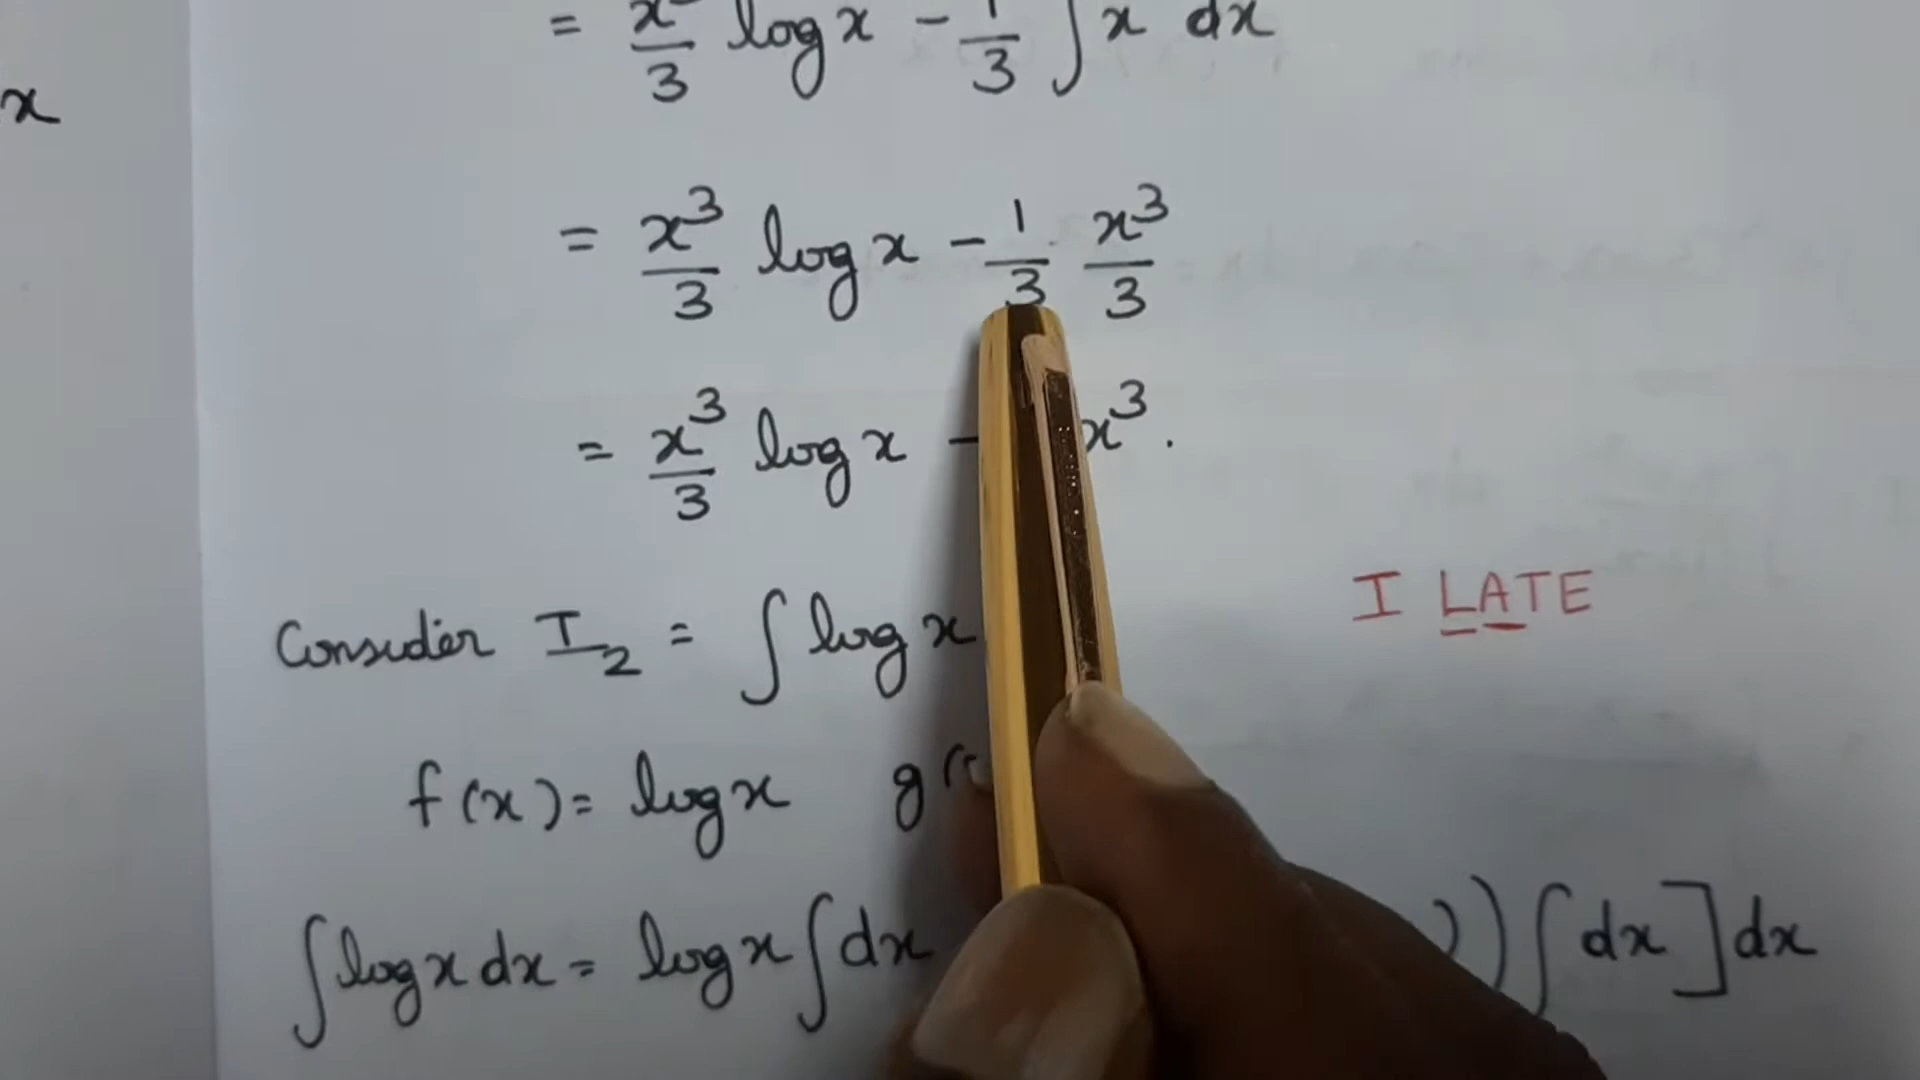 x
= x/3 log x - 1/3 ∫ x dx
= x³/3 log x - 1/3 x³/3
= x³/3 log x - x³.
Consider I₂ = ∫ log x
I LATE
f(x) = log x g(
∫ log x dx = log x ∫ dx ) ) ∫ dx ] dx